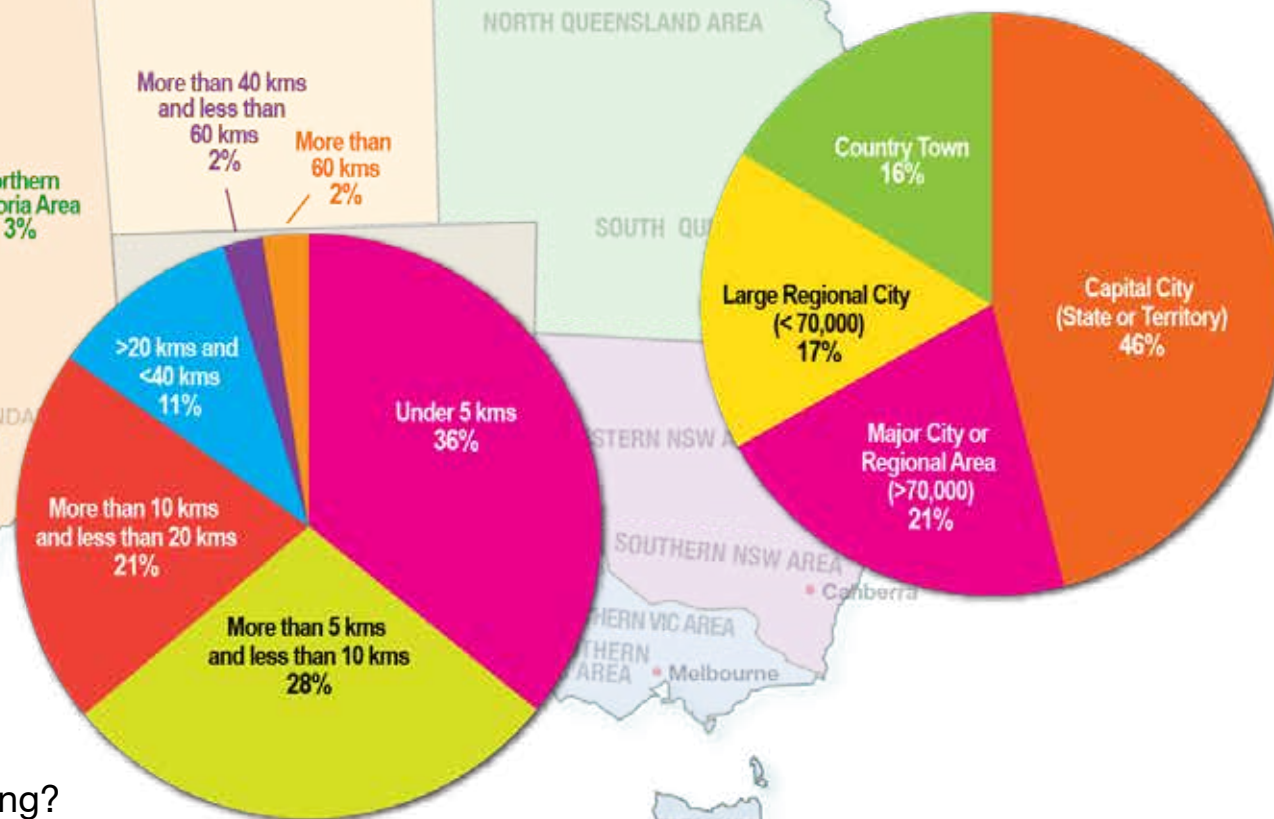 NORTH QUEENSLAND AREA
More than 40 kms
and less than
60 kms
2%
More than
60 kms
2%
3%
SOUTH
Country Town
16%
Large Regional City
(< 70,000)
17%
Capital City
(State or Territory)
46%
Major City or
Regional Area
(>70,000)
21%
>20 kms and
<40 kms
11%
Under 5 kms
36%
More than 10 kms
and less than 20 kms
21%
More than 5 kms
and less than 10 kms
28%
STERN NSW A
SOUTHERN NSW AREA
Canberra
HERN VIC AREA
THERN
AREA
Melbourne
rthern
oria Area
NDA
ng?